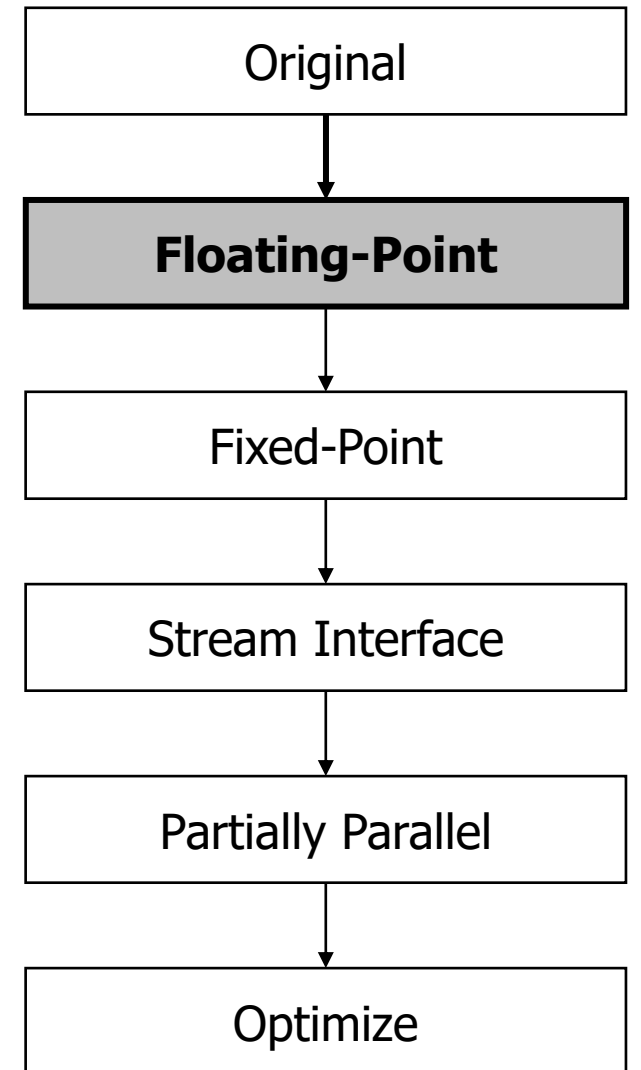 Original
Floating-Point
Fixed-Point
Stream Interface
Partially Parallel
Optimize